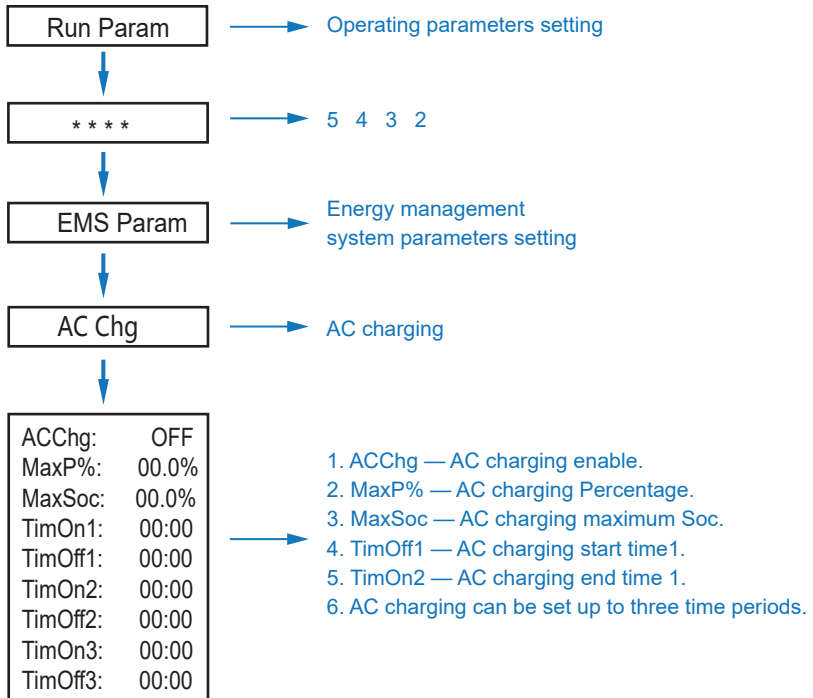 Run Param
Operating parameters setting
* * * *
5 4 3 2
EMS Param
Energy management
system parameters setting
AC Chg
AC charging
ACChg: OFF
MaxP%: 00.0%
MaxSoc: 00.0%
TimOn1: 00:00
TimOff1: 00:00
TimOn2: 00:00
TimOff2: 00:00
TimOn3: 00:00
TimOff3: 00:00
1. ACChg — AC charging enable.
2. MaxP% — AC charging Percentage.
3. MaxSoc — AC charging maximum Soc.
4. TimOff1 — AC charging start time1.
5. TimOn2 — AC charging end time 1.
6. AC charging can be set up to three time periods.